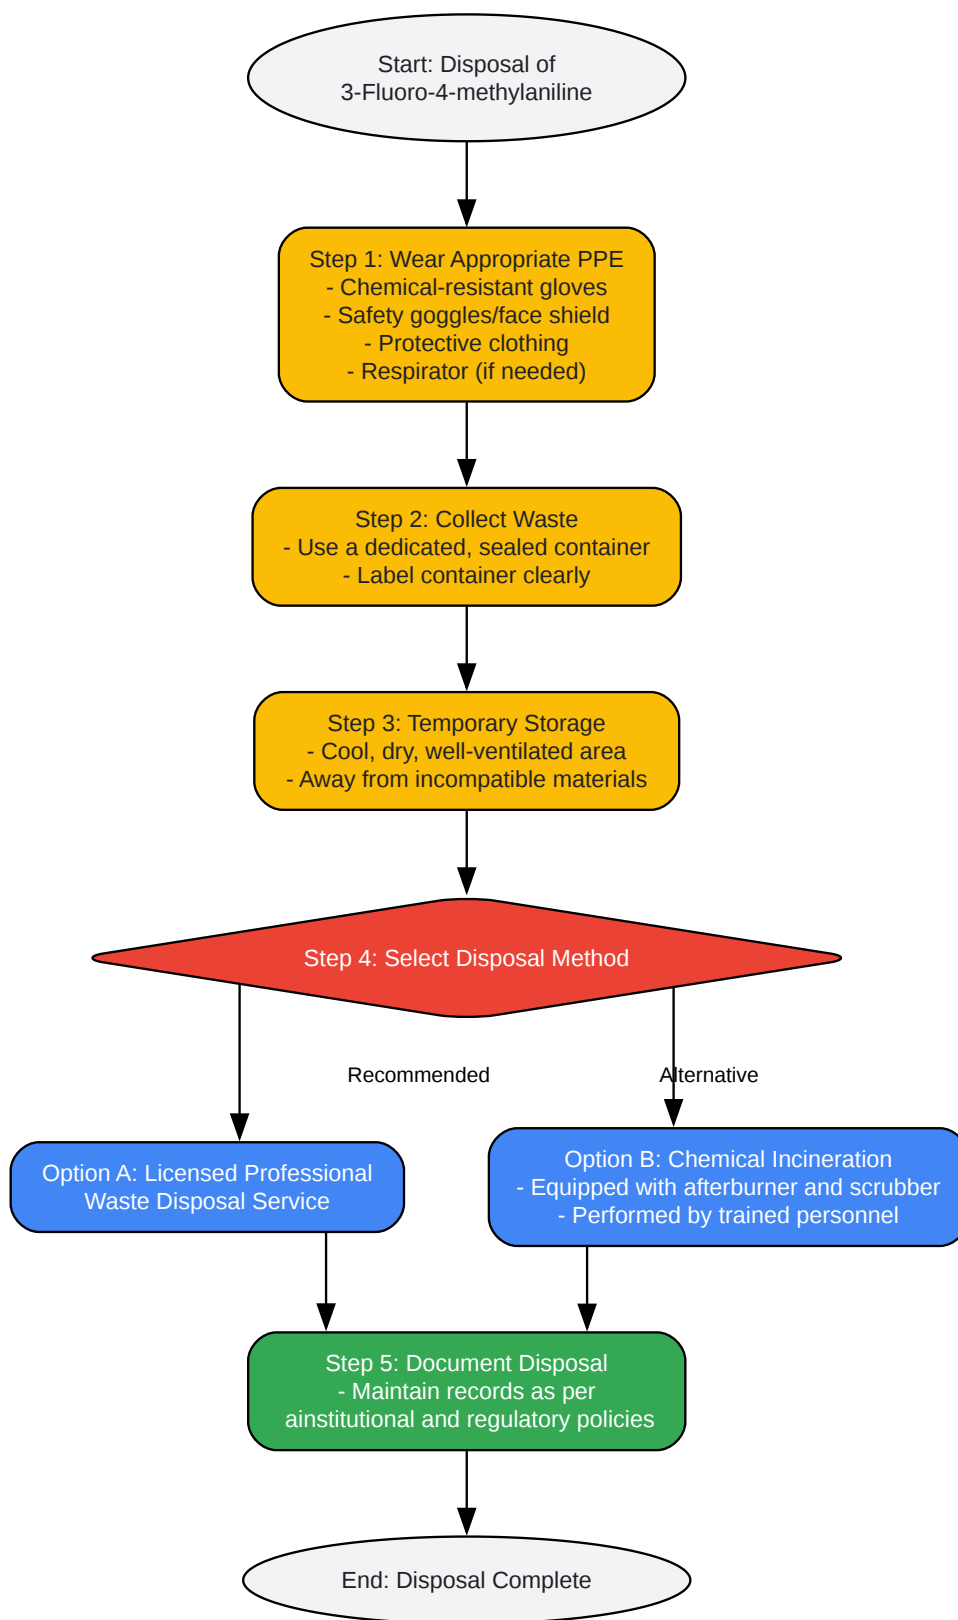 Start: Disposal of
3-Fluoro-4-methylaniline
Step 1: Wear Appropriate PPE
- Chemical-resistant gloves
- Safety goggles/face shield
- Protective clothing
- Respirator (if needed)
Step 2: Collect Waste
- Use a dedicated, sealed container
- Label container clearly
Step 3: Temporary Storage
- Cool, dry, well-ventilated area
- Away from incompatible materials
Step 4: Select Disposal Method
Recommended
Alternative
Option A: Licensed Professional
Waste Disposal Service
Option B: Chemical Incineration
- Equipped with afterburner and scrubber
- Performed by trained personnel
Step 5: Document Disposal
- Maintain records as per
ainstitutional and regulatory policies
End: Disposal Complete